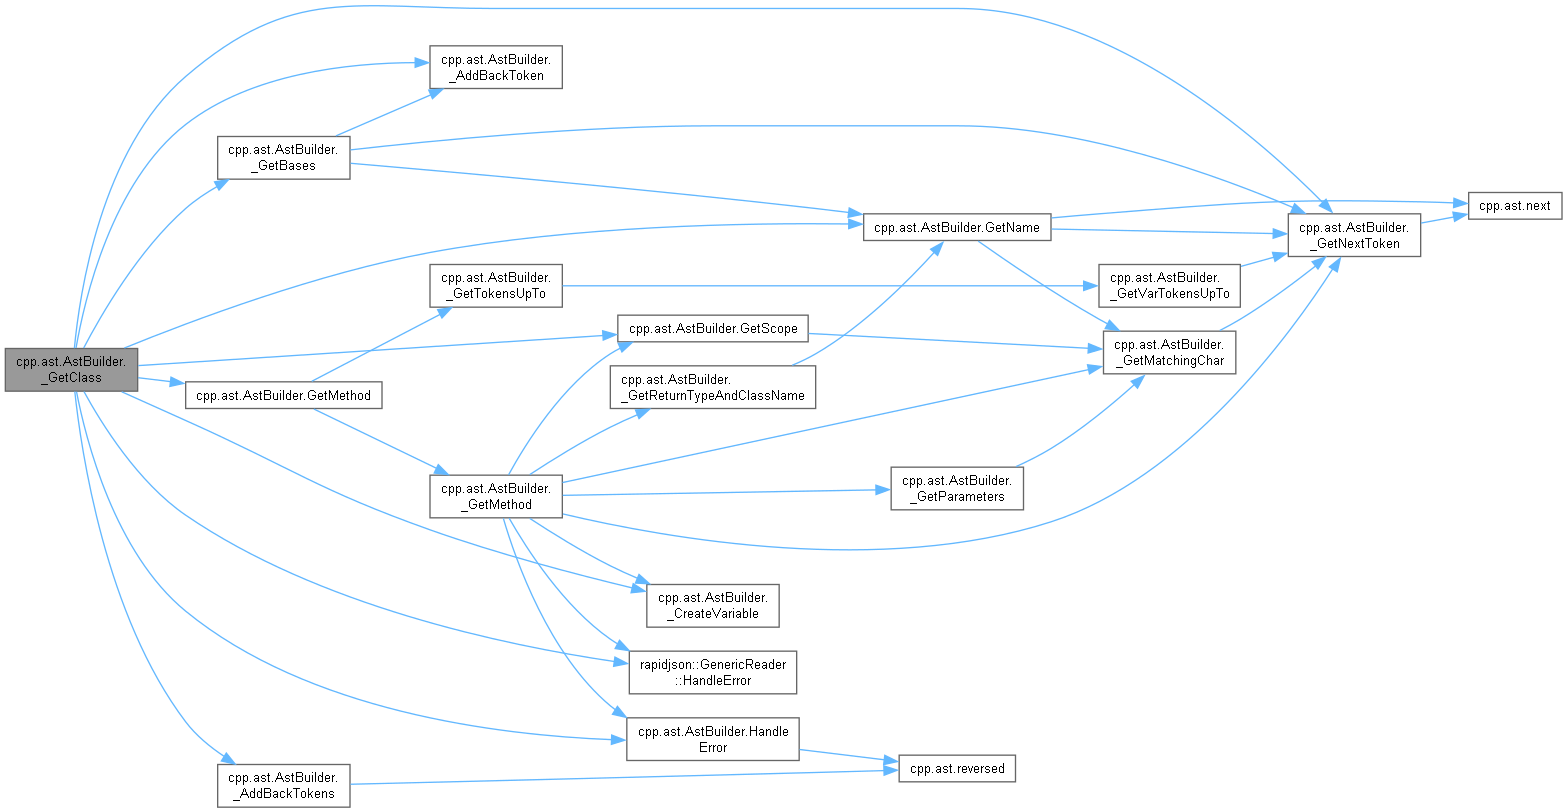 cpp.ast.AstBuilder.
_GetClass
cpp.ast.AstBuilder.
_AddBackToken
cpp.ast.AstBuilder.
_GetBases
cpp.ast.AstBuilder.GetName
cpp.ast.AstBuilder.
_GetNextToken
cpp.ast.next
cpp.ast.AstBuilder.
_GetTokensUpTo
cpp.ast.AstBuilder.
_GetVarTokensUpTo
cpp.ast.AstBuilder.GetScope
cpp.ast.AstBuilder.
_GetMatchingChar
cpp.ast.AstBuilder.GetMethod
cpp.ast.AstBuilder.
_GetReturnTypeAndClassName
cpp.ast.AstBuilder.
_GetMethod
cpp.ast.AstBuilder.
_GetParameters
cpp.ast.AstBuilder.
_CreateVariable
rapidjson::GenericReader
::HandleError
cpp.ast.AstBuilder.Handle
Error
cpp.ast.AstBuilder.
_AddBackTokens
cpp.ast.reversed